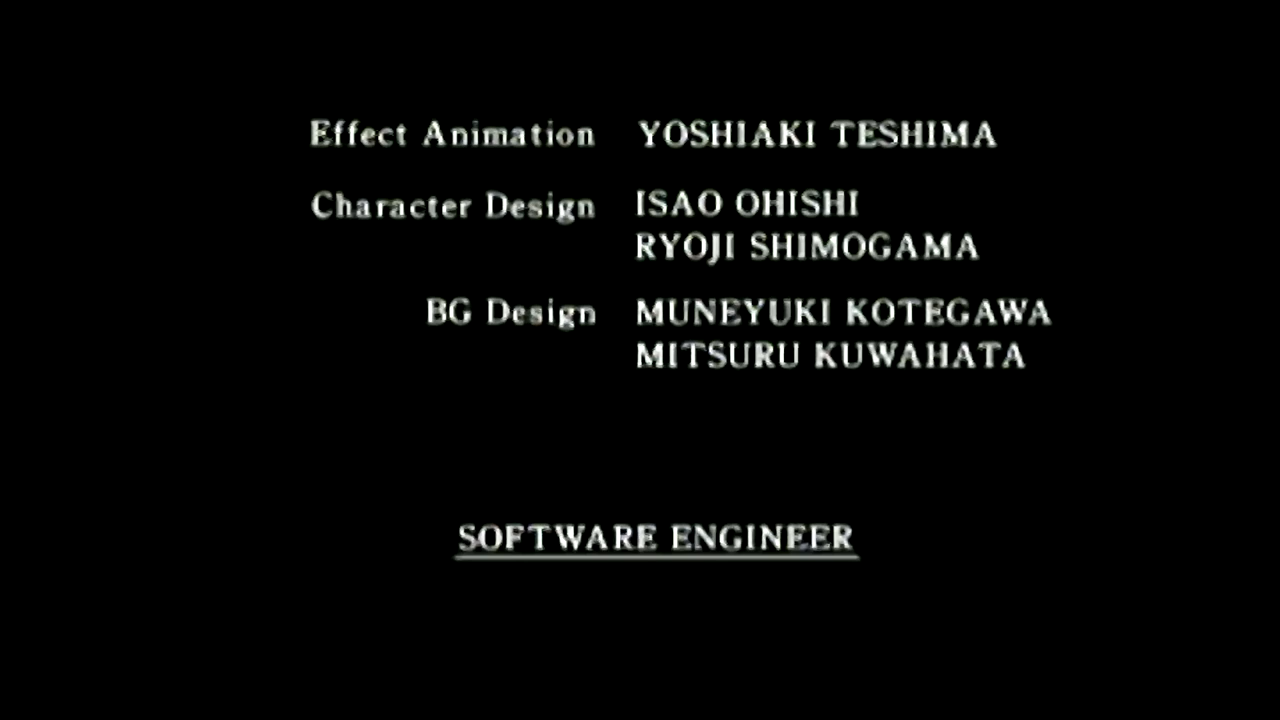 Effect Animation YOSHIAKI TESHIMA
Character Design ISAO OHISHI
RYOJI SHIMOGAMA
BG Design MUNEYUKI KOTEGAWA
MITSURU KUWAHATA
SOFTWARE ENGINEER